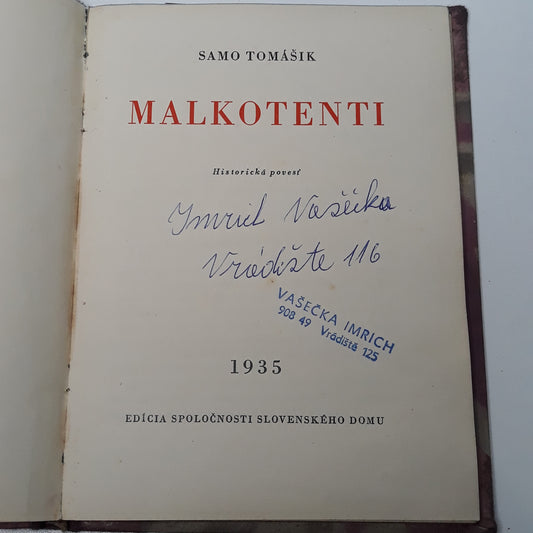 SAMO TOMÁŠIK
MALKOTENTI
Historická povesť
Imrich Vašečka
Vrádište 116
VAŠEČKA IMRICH
908 49 Vrádiště 125
1935
EDÍCIA SPOLOČNOSTI SLOVENSKÉHO DOMU